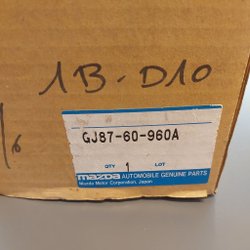 1B-D10
GJ87-60-960A
QTY 1 LOT
mazda AUTOMOBILE GENUINE PARTS
Mazda Motor Corporation, Japan